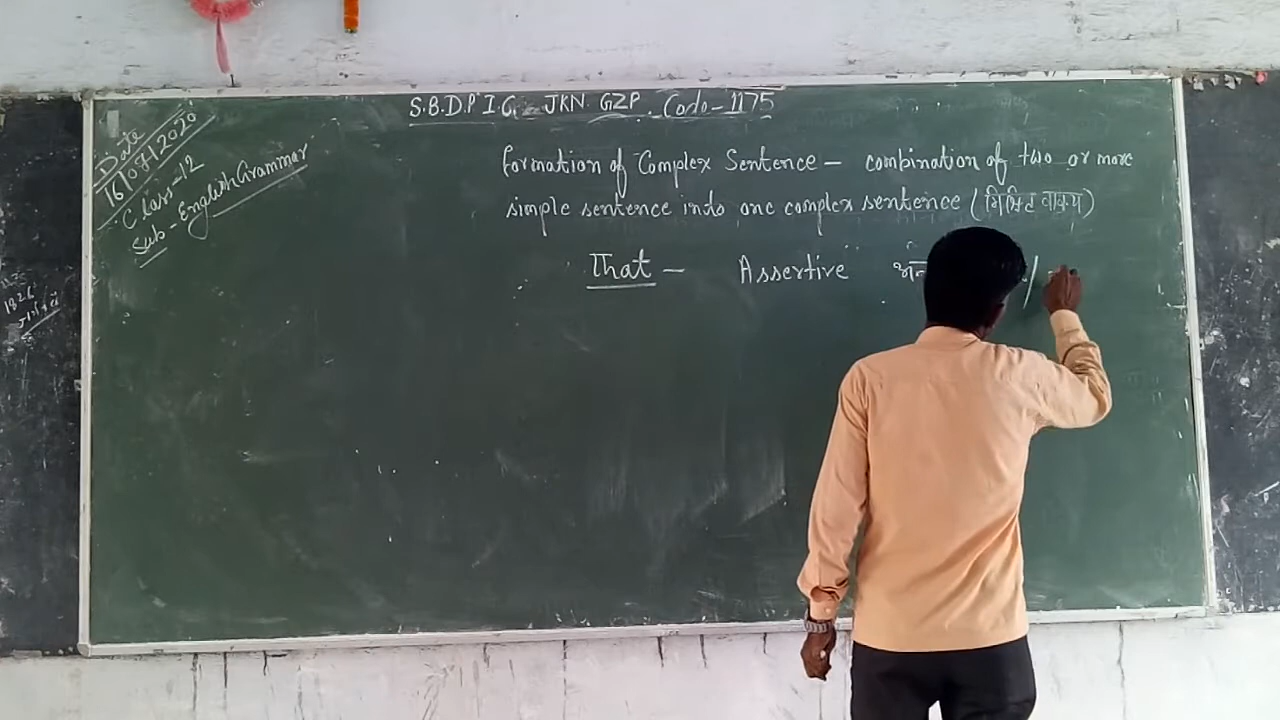 S.B.D.P I.C. JKN GZP. Code - 1175
Date
16/07/2020
Class - 12
Sub - English Grammar
Formation of Complex Sentence - combination of two or more
simple sentence into one complex sentence (मिश्रित वाक्य)
That - Assertive
1826